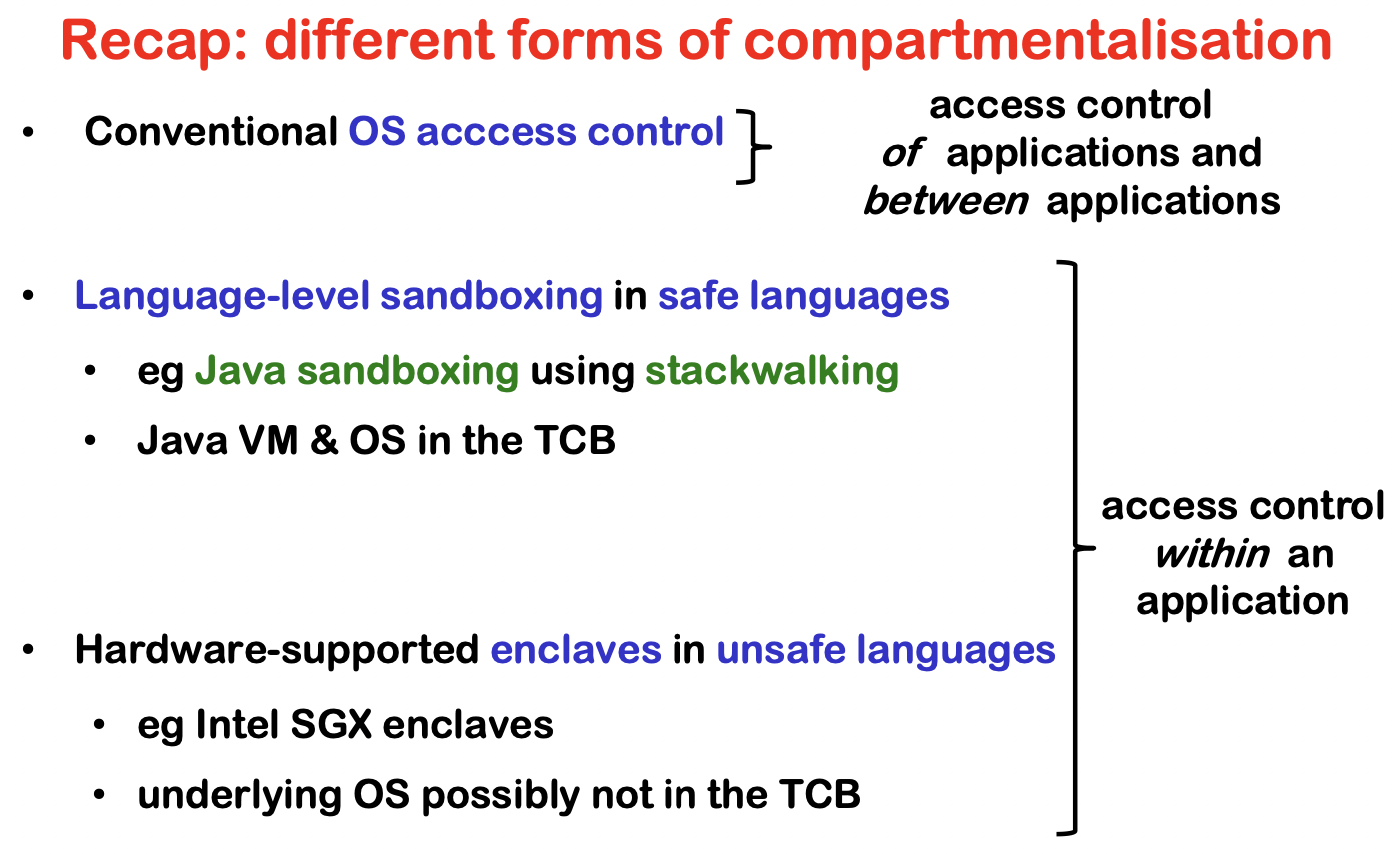 Recap: different forms of compartmentalisation
• Conventional OS acccess control
access control
of applications and
between applications
• Language-level sandboxing in safe languages
• eg Java sandboxing using stackwalking
• Java VM & OS in the TCB
access control
within an
application
• Hardware-supported enclaves in unsafe languages
• eg Intel SGX enclaves
• underlying OS possibly not in the TCB